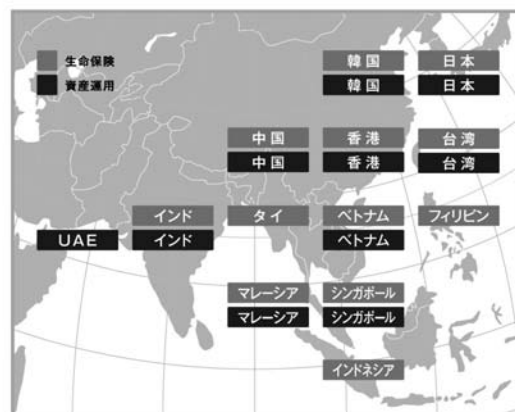 生命保険
資産運用
韓国 日本
韓国 日本
中国 香港 台湾
中国 香港 台湾
インド タイ ベトナム フィリピン
UAE インド ベトナム
マレーシア シンガポール
マレーシア シンガポール
インドネシア